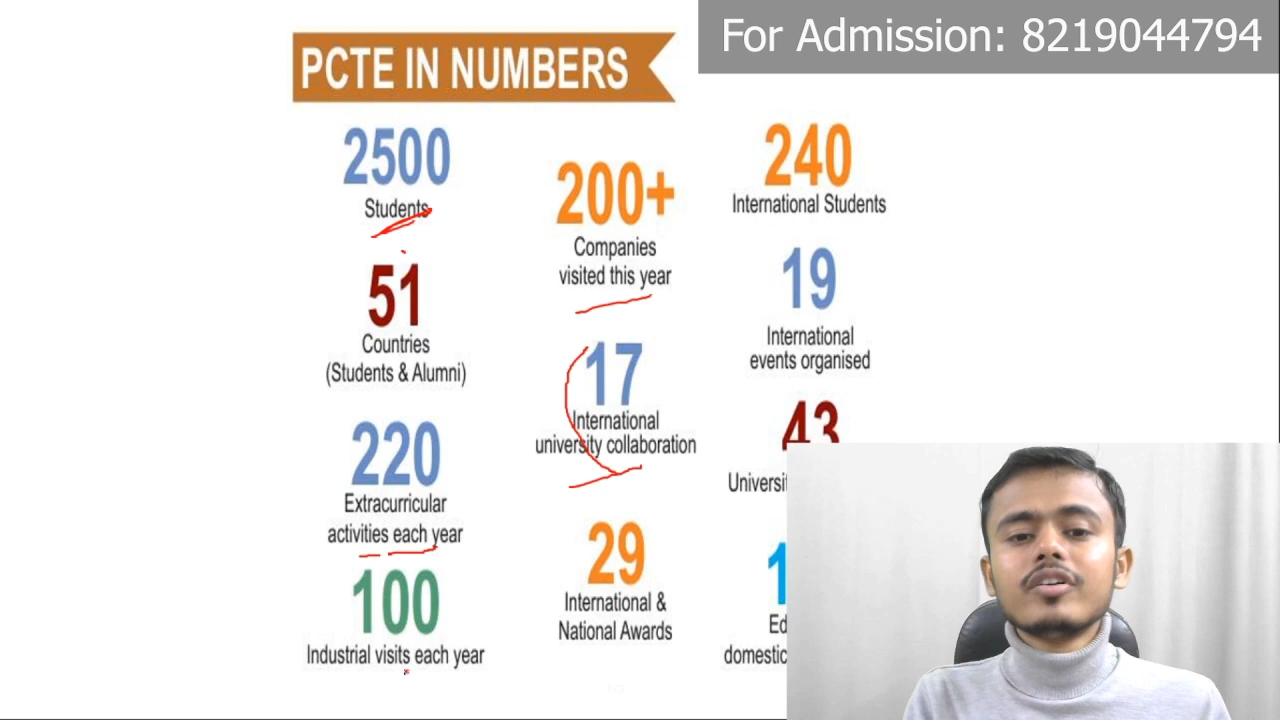 For Admission: 8219044794
PCTE IN NUMBERS
2500
Students
51
Countries
(Students & Alumni)
220
Extracurricular
activities each year
100
Industrial visits each year
200+
Companies
visited this year
17
International
university collaboration
29
International &
National Awards
240
International Students
19
International
events organised
43
domestic